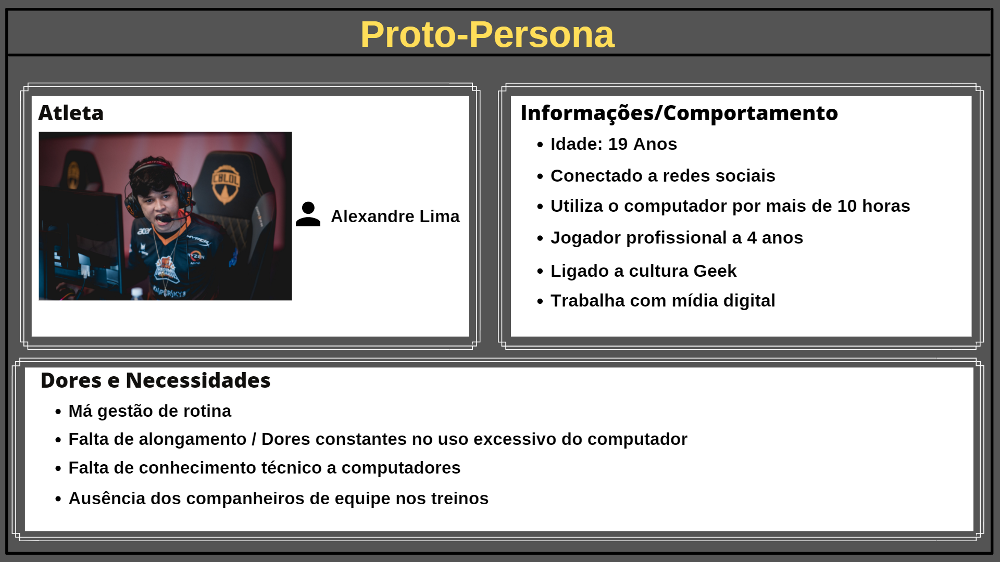 Proto-Persona
Atleta
CBLOL
acer
HYPERX
RYZEN
AMD
KASPERSKY
Alexandre Lima
Informações/Comportamento
• Idade: 19 Anos
• Conectado a redes sociais
• Utiliza o computador por mais de 10 horas
• Jogador profissional a 4 anos
• Ligado a cultura Geek
• Trabalha com mídia digital
Dores e Necessidades
• Má gestão de rotina
• Falta de alongamento / Dores constantes no uso excessivo do computador
• Falta de conhecimento técnico a computadores
• Ausência dos companheiros de equipe nos treinos